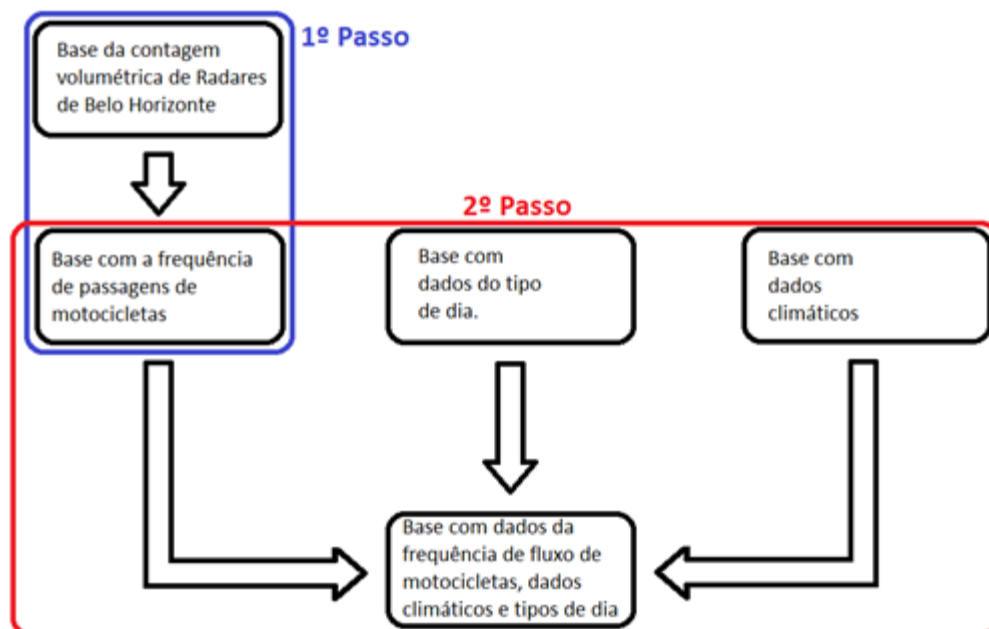 1º Passo
Base da contagem
volumétrica de Radares
de Belo Horizonte
2º Passo
Base com a frequência
de passagens de
motocicletas
Base com
dados do tipo
de dia.
Base com
dados
climáticos
Base com dados da
frequência de fluxo de
motocicletas, dados
climáticos e tipos de dia